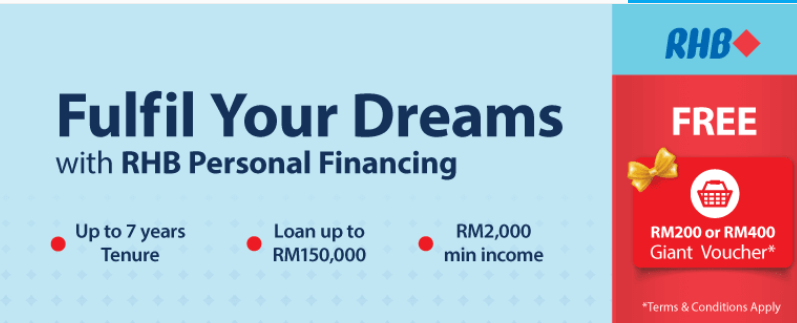 Fulfil Your Dreams
with RHB Personal Financing
Up to 7 years
Tenure
Loan up to
RM150,000
RM2,000
min income
RHB
FREE
RM200 or RM400
Giant Voucher*
*Terms & Conditions Apply